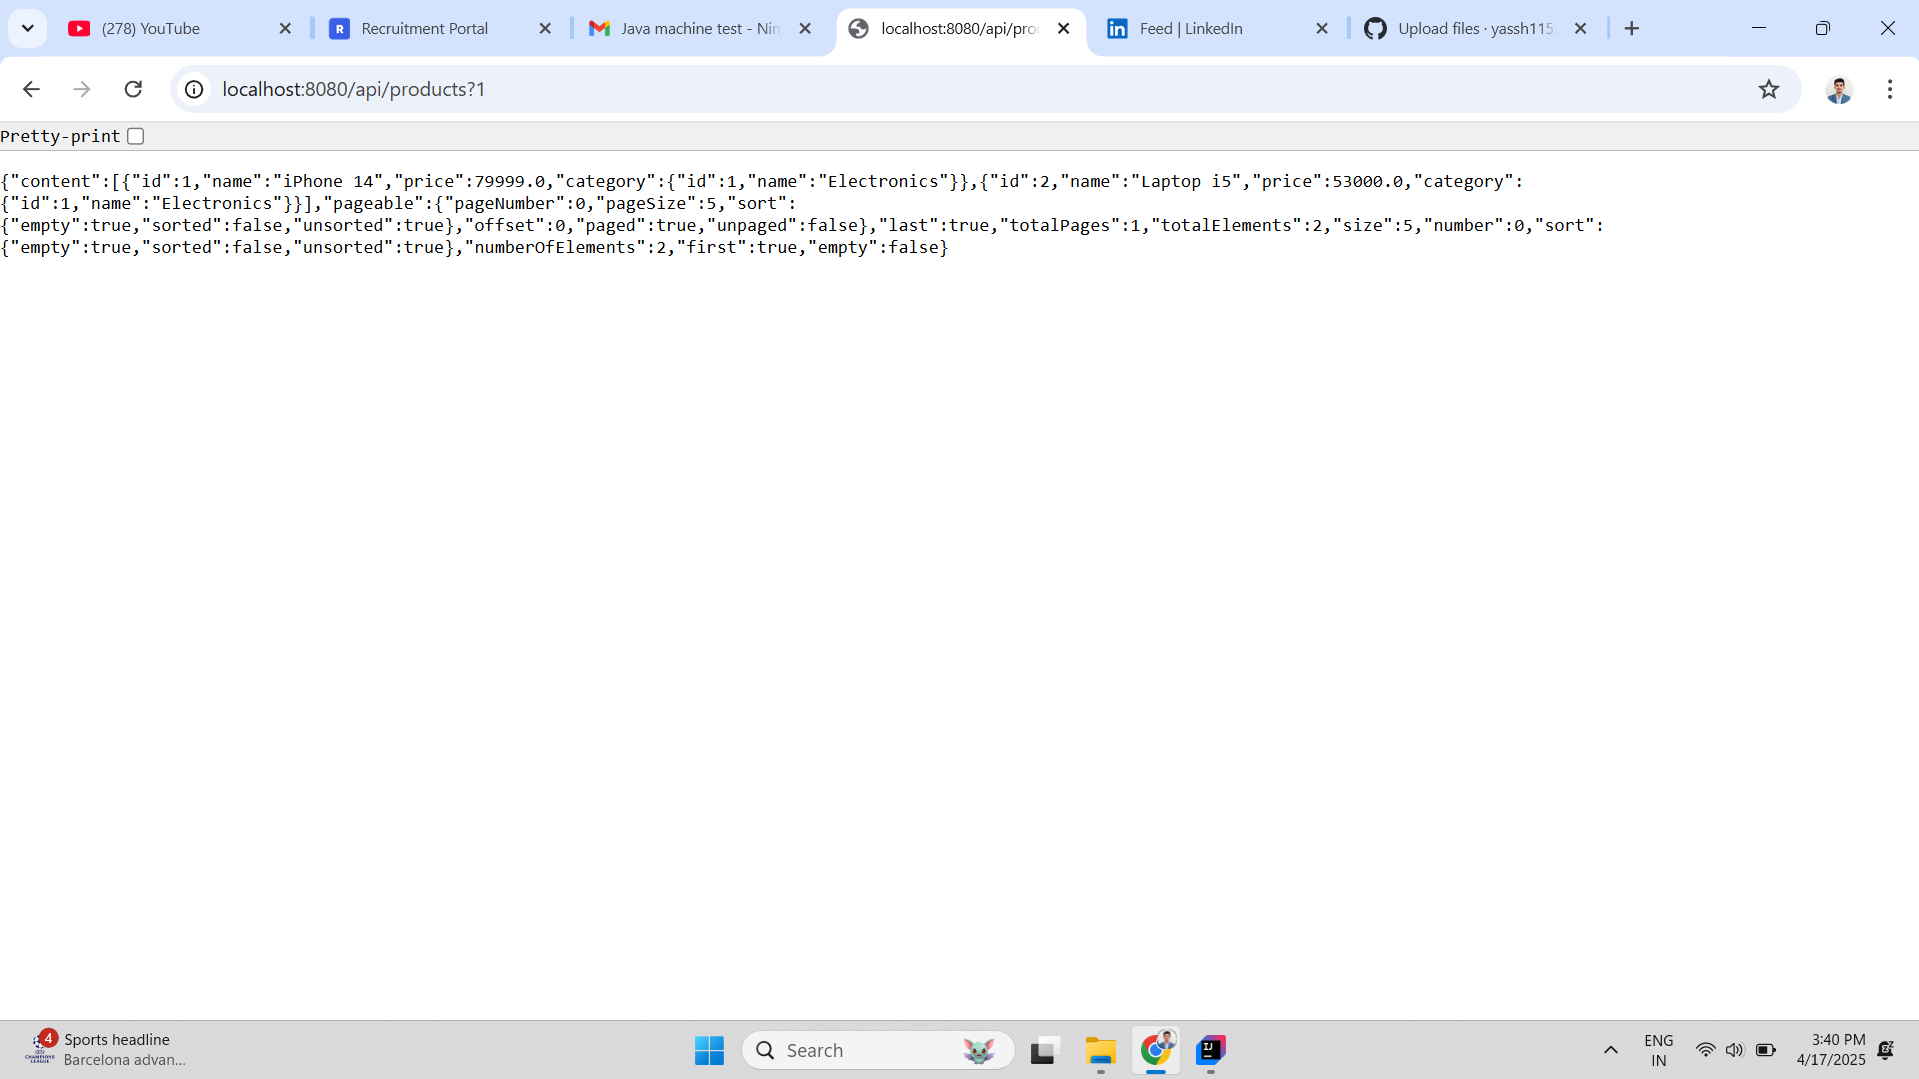 (278) YouTube
Recruitment Portal
Java machine test - Nim
localhost:8080/api/pro
Feed | LinkedIn
Upload files · yassh115
localhost:8080/api/products?1
Pretty-print
{"content":[{"id":1,"name":"iPhone 14","price":79999.0,"category":{"id":1,"name":"Electronics"}},{"id":2,"name":"Laptop i5","price":53000.0,"category":
{"id":1,"name":"Electronics"}}],"pageable":{"pageNumber":0,"pageSize":5,"sort":
{"empty":true,"sorted":false,"unsorted":true},"offset":0,"paged":true,"unpaged":false},"last":true,"totalPages":1,"totalElements":2,"size":5,"number":0,"sort":
{"empty":true,"sorted":false,"unsorted":true},"numberOfElements":2,"first":true,"empty":false}
4
CHAMPIONS
LEAGUE
Sports headline
Barcelona advan...
Search
ENG
IN
3:40 PM
4/17/2025